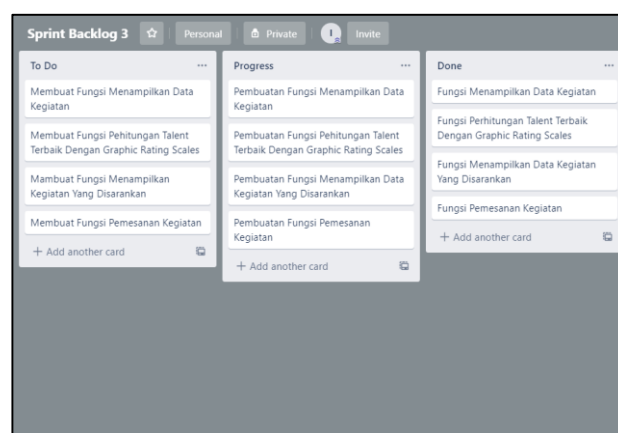 Sprint Backlog 3
Personal
Private
I
Invite
To Do
Membuat Fungsi Menampilkan Data
Kegiatan
Membuat Fungsi Pehitungan Talent
Terbaik Dengan Graphic Rating Scales
Mambuat Fungsi Menampilkan
Kegiatan Yang Disarankan
Membuat Fungsi Pemesanan Kegiatan
+ Add another card
Progress
Pembuatan Fungsi Menampilkan Data
Kegiatan
Pembuatan Fungsi Pehitungan Talent
Terbaik Dengan Graphic Rating Scales
Pembuatan Fungsi Menampilkan Data
Kegiatan Yang Disarankan
Pembuatan Fungsi Pemesanan
Kegiatan
+ Add another card
Done
Fungsi Menampilkan Data Kegiatan
Fungsi Perhitungan Talent Terbaik
Dengan Graphic Rating Scales
Fungsi Menampilkan Data Kegiatan
Yang Disarankan
Fungsi Pemesanan Kegiatan
+ Add another card